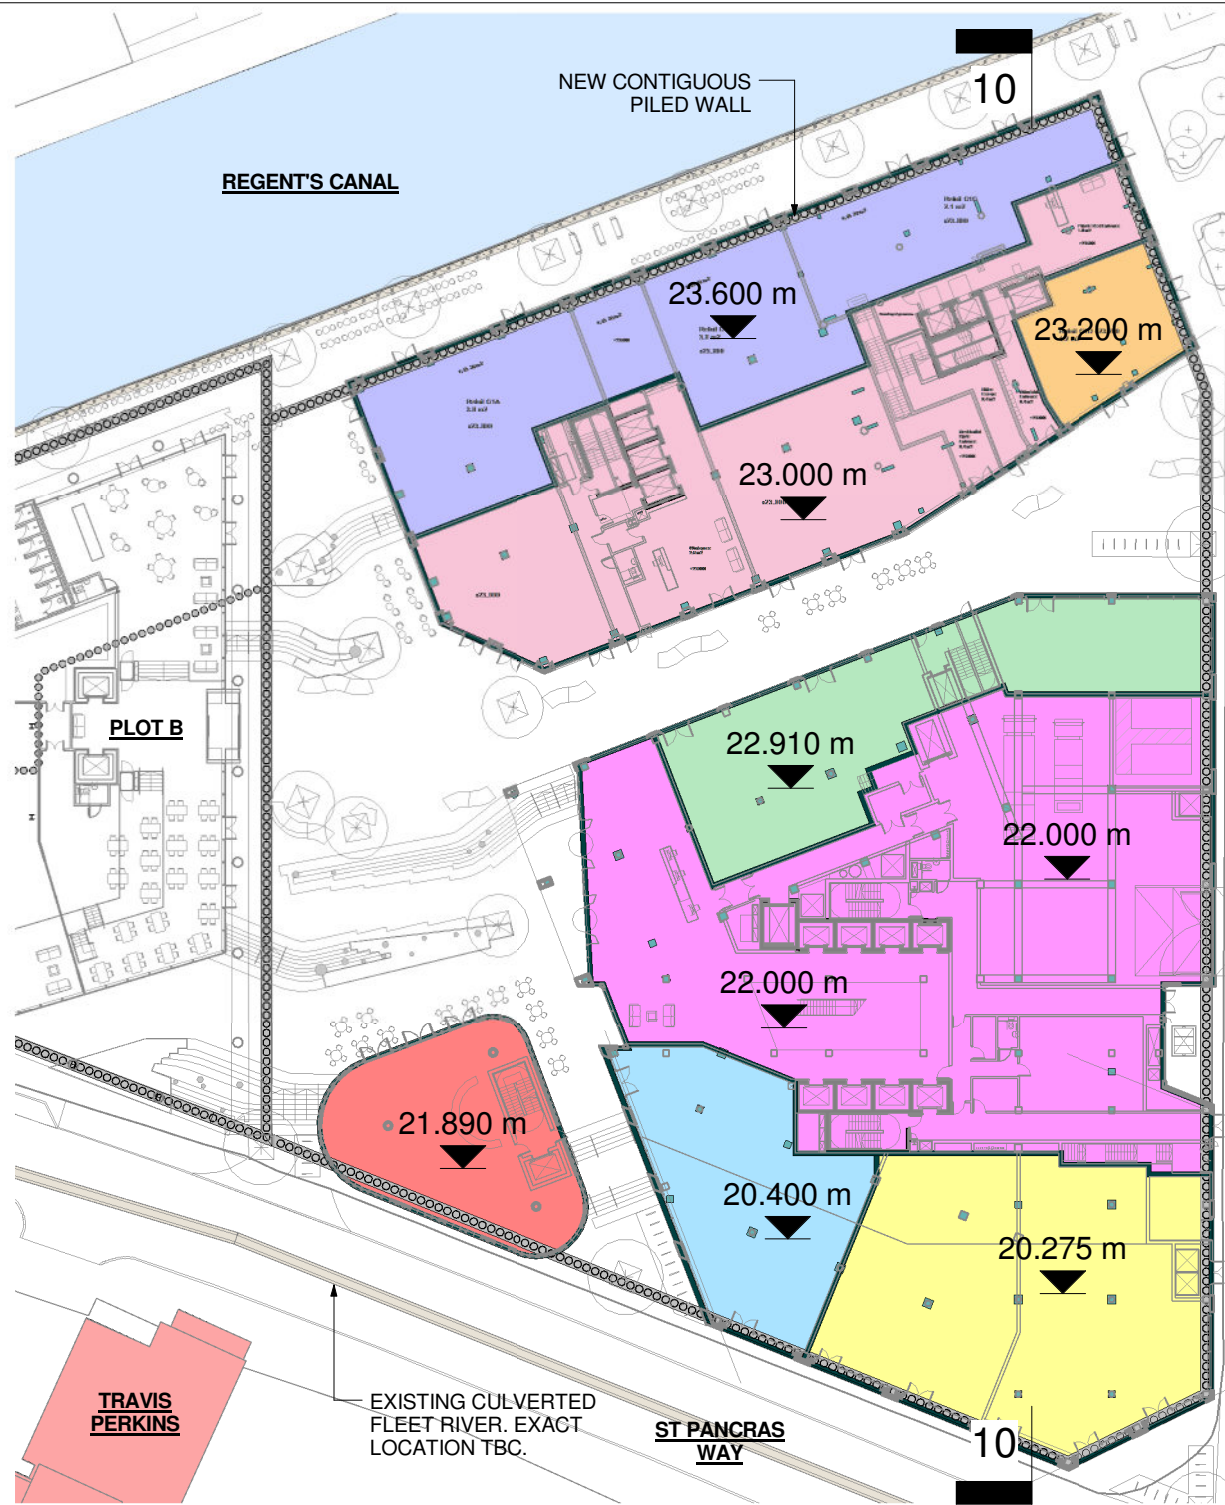 10
NEW CONTIGUOUS
PILED WALL
REGENT'S CANAL
23.600 m
23.200 m
23.000 m
PLOT B
22.910 m
22.000 m
22.000 m
21.890 m
20.400 m
20.275 m
TRAVIS
PERKINS
EXISTING CULVERTED
FLEET RIVER. EXACT
LOCATION TBC.
ST PANCRAS
WAY
10